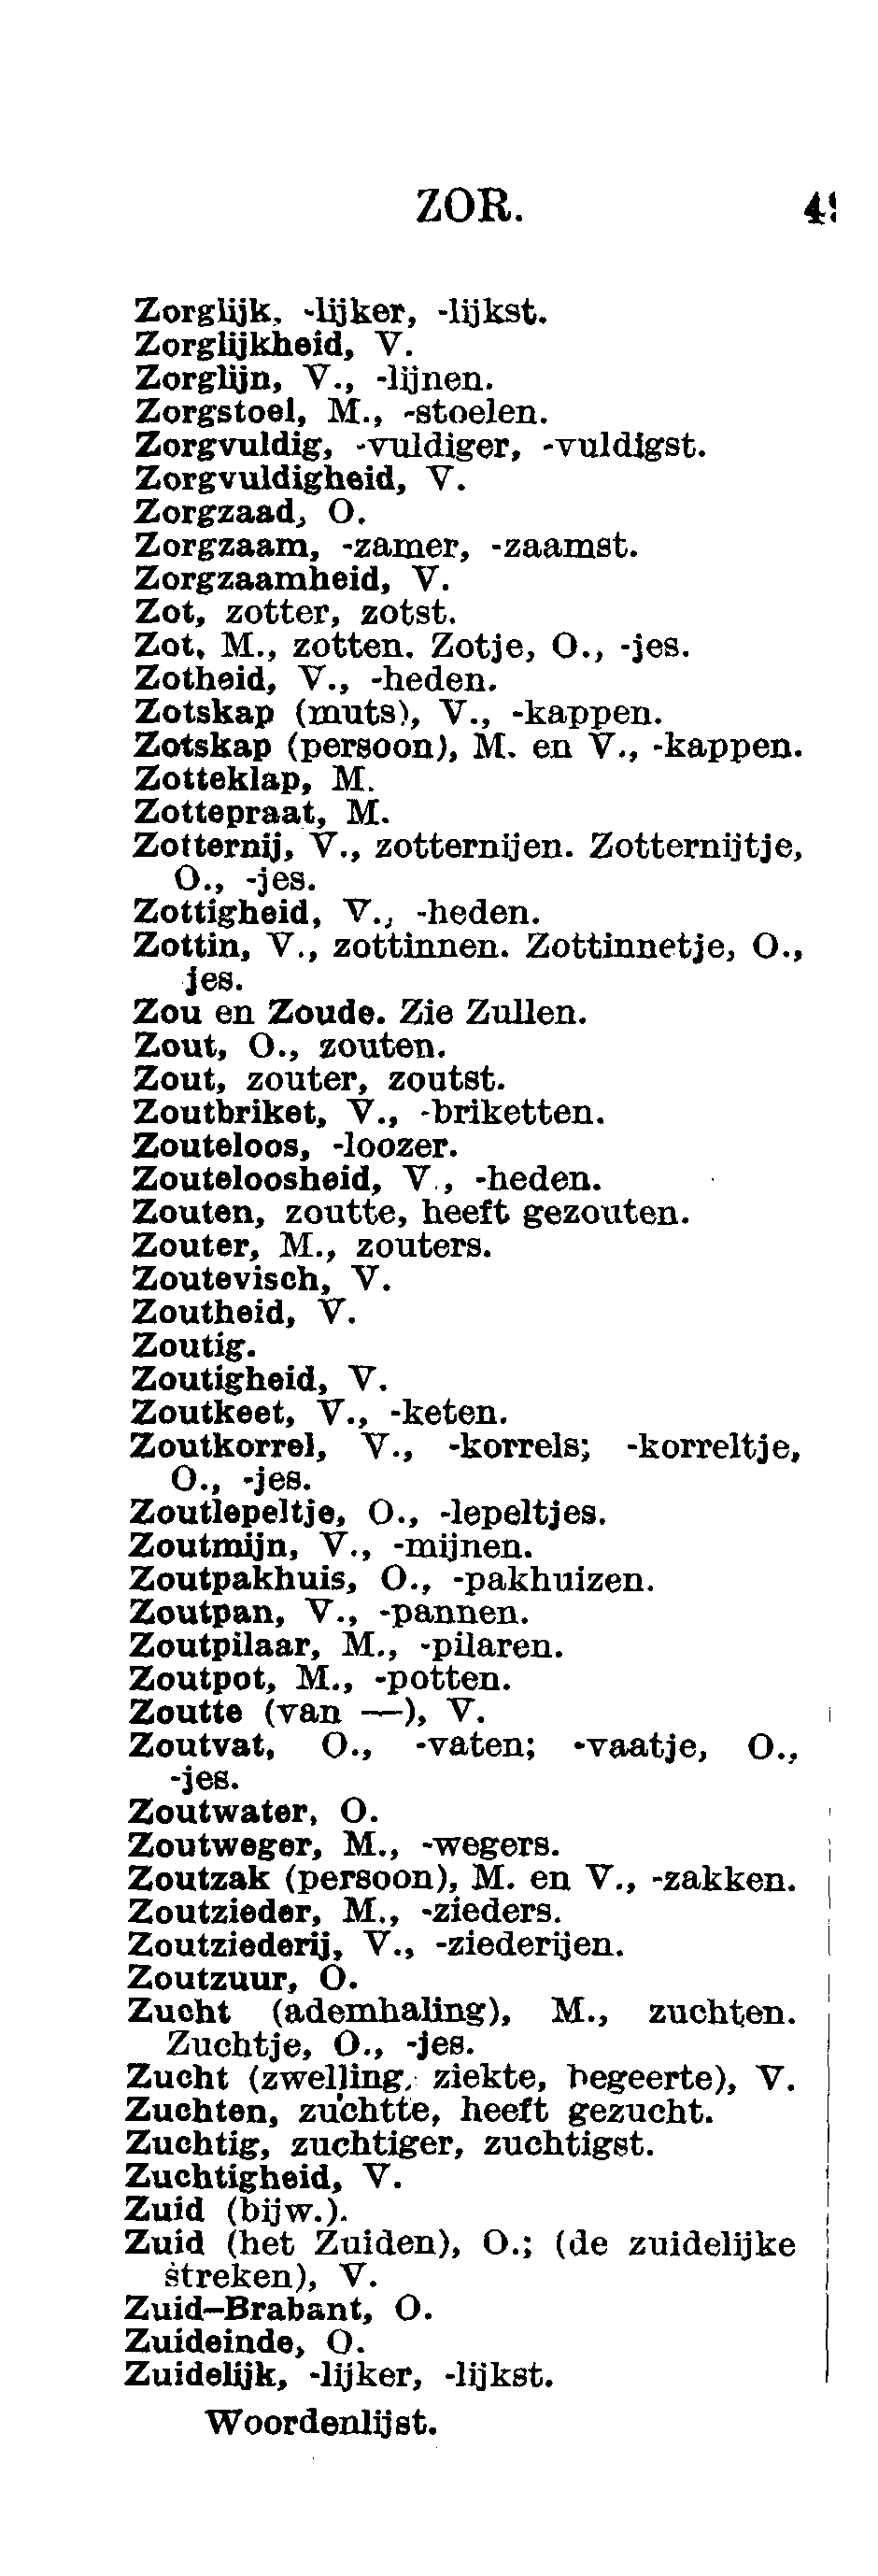 ZOR.
Zorglijk, -lijker, -lijkst.
Zorglijkheid, V.
Zorglijn, V., -lijnen.
Zorgstoel, M., -stoelen.
Zorgvuldig, -vuldiger, -vuldigst.
Zorgvuldigheid, V.
Zorgzaad, O.
Zorgzaam, -zamer, -zaamst.
Zorgzaamheid, V.
Zot, zotter, zotst.
Zot, M., zotten. Zotje, O., -jes.
Zotheid, V., -heden.
Zotskap (muts), V., -kappen.
Zotskap (persoon), M. en V., -kappen.
Zotteklap, M.
Zottepraat, M.
Zotternij, V., zotternijen. Zotternijtje,
O., -jes.
Zottigheid, V., -heden.
Zottin, V., zottinnen. Zottinnetje, O.,
jes.
Zou en Zoude. Zie Zullen.
Zout, O., zouten.
Zout, zouter, zoutst.
Zoutbriket, V., -briketten.
Zouteloos, -loozer.
Zouteloosheid, V., -heden.
Zouten, zoutte, heeft gezouten.
Zouter, M., zouters.
Zoutevisch, V.
Zoutheid, V.
Zoutig.
Zoutigheid, V.
Zoutkeet, V., -keten.
Zoutkorrel, V., -korrels; -korreltje,
O., -jes.
Zoutlepeltje, O., -lepeltjes.
Zoutmijn, V., -mijnen.
Zoutpakhuis, O., -pakhuizen.
Zoutpan, V., -pannen.
Zoutpilaar, M., -pilaren.
Zoutpot, M., -potten.
Zoutte (van —), V.
Zoutvat, O., -vaten; -vaatje, O.,
-jes.
Zoutwater, O.
Zoutweger, M., -wegers.
Zoutzak (persoon), M. en V., -zakken.
Zoutzieder, M., -zieders.
Zoutziederij, V., -ziederijen.
Zoutzuur, O.
Zucht (ademhaling), M., zuchten.
Zuchtje, O., -jes.
Zucht (zwelling, ziekte, begeerte), V.
Zuchten, zuchtte, heeft gezucht.
Zuchtig, zuchtiger, zuchtigst.
Zuchtigheid, V.
Zuid (bijw.).
Zuid (het Zuiden), O.; (de zuidelijke
streken), V.
Zuid-Brabant, O.
Zuideinde, O.
Zuidelijk, -lijker, -lijkst.
Woordenlijst.